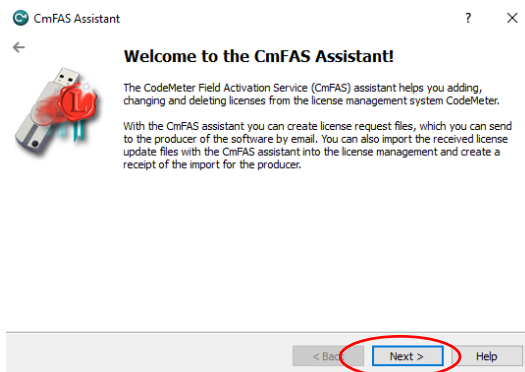 CmFAS Assistant
Welcome to the CmFAS Assistant!
The CodeMeter Field Activation Service (CmFAS) assistant helps you adding,
changing and deleting licenses from the license management system CodeMeter.
With the CmFAS assistant you can create license request files, which you can send
to the producer of the software by email. You can also import the received license
update files with the CmFAS assistant into the license management and create a
receipt of the import for the producer.
L
< Back Next > Help